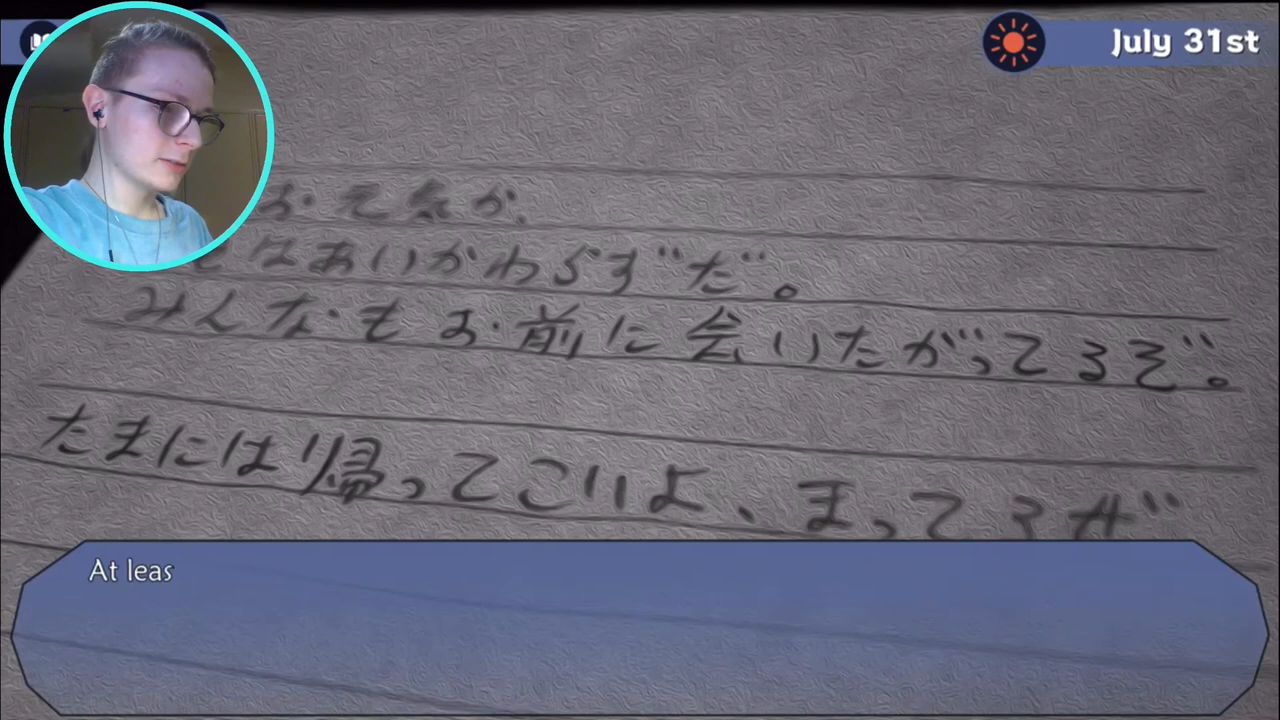 July 31st
お元気か、
はあいかわらずだ。
みんなもお前に会いたがってるぞ。
たまには帰ってこいよ、まってるぜ
At leas